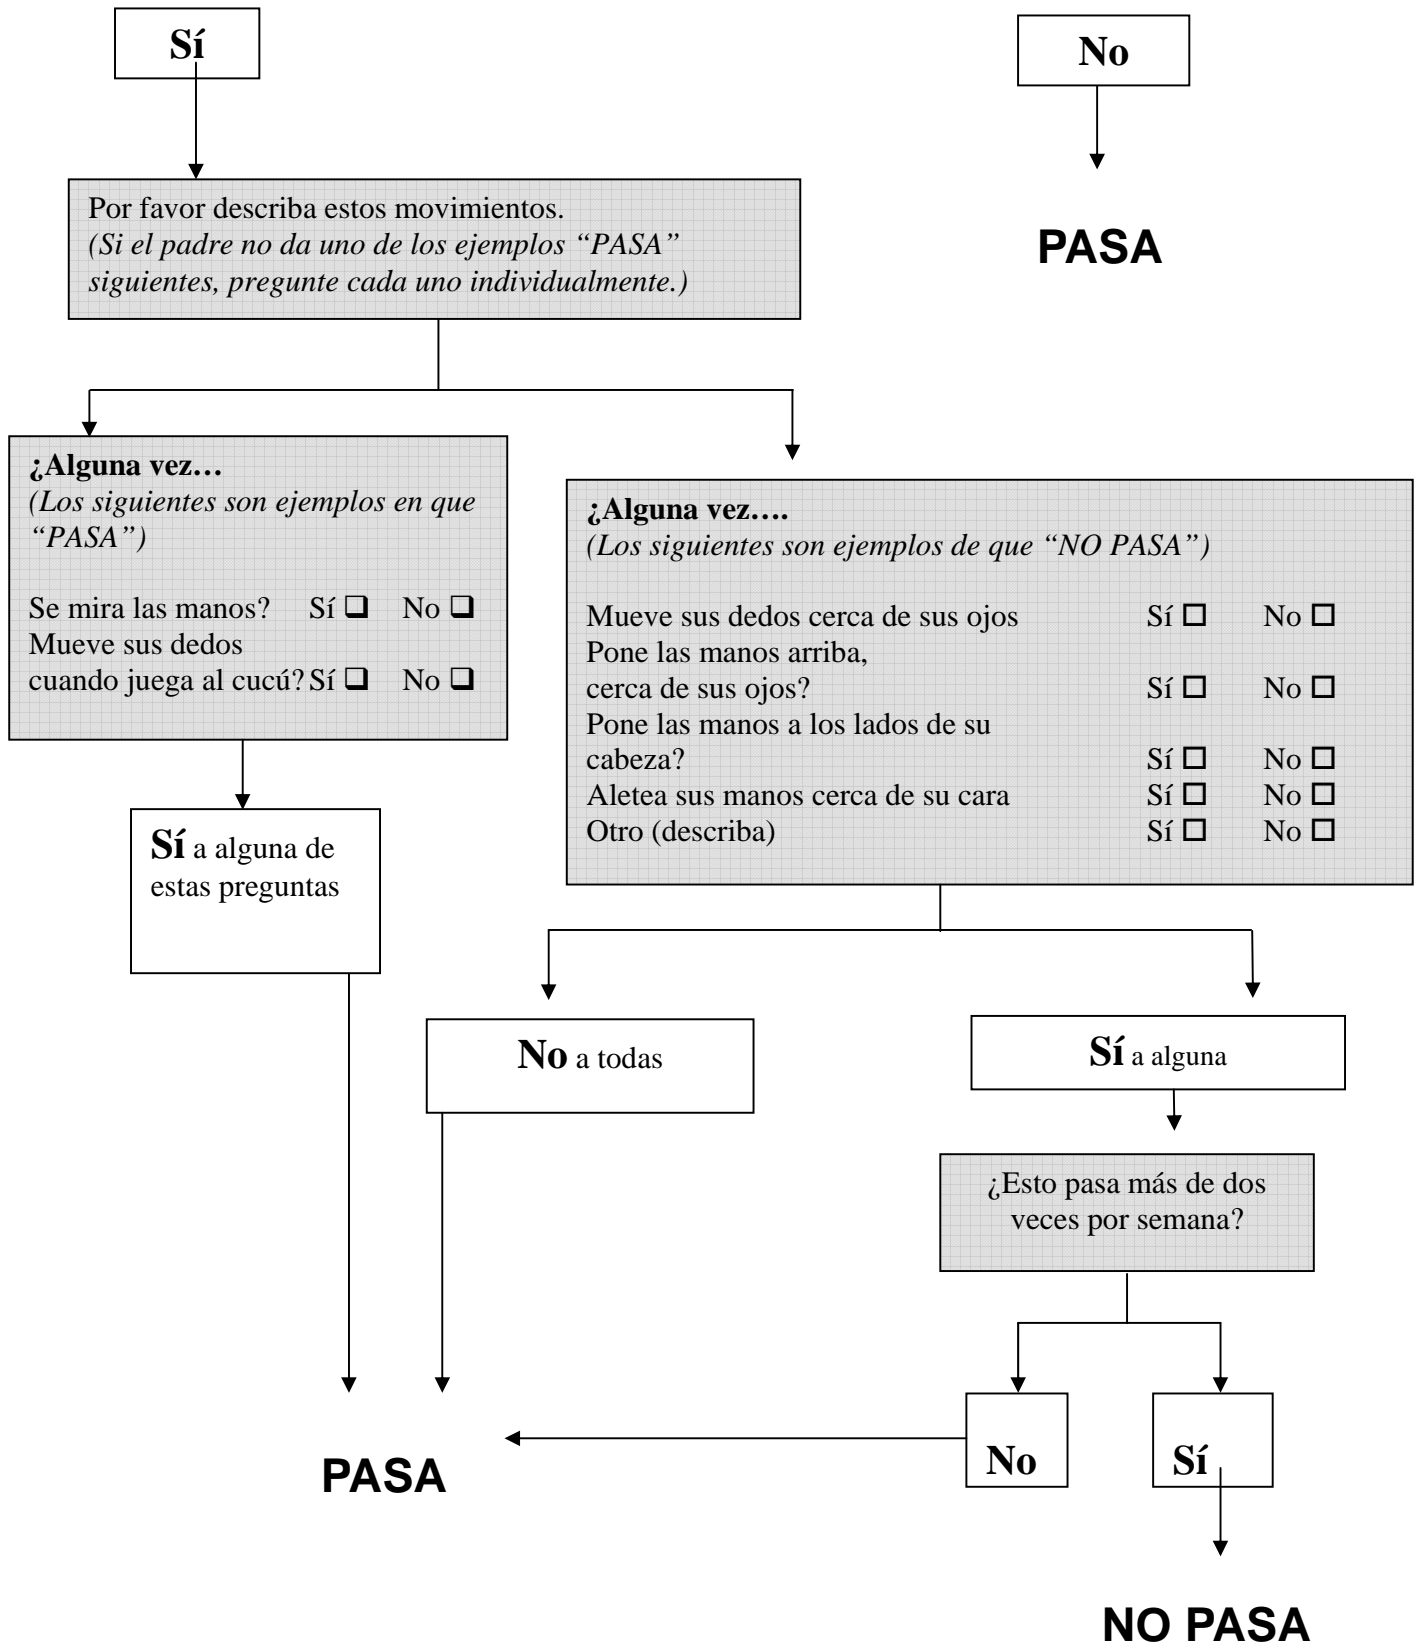 Sí
No
Por favor describa estos movimientos.
(Si el padre no da uno de los ejemplos “PASA”
siguientes, pregunte cada uno individualmente.)
PASA
¿Alguna vez…
(Los siguientes son ejemplos en que
“PASA”)
Se mira las manos? Sí ❑ No ❑
Mueve sus dedos
cuando juega al cucú? Sí ❑ No ❑
¿Alguna vez….
(Los siguientes son ejemplos de que “NO PASA”)
Mueve sus dedos cerca de sus ojos Sí □ No □
Pone las manos arriba,
cerca de sus ojos? Sí □ No □
Pone las manos a los lados de su
cabeza? Sí □ No □
Aletea sus manos cerca de su cara Sí □ No □
Otro (describa) Sí □ No □
Sí a alguna de
estas preguntas
No a todas
Sí a alguna
¿Esto pasa más de dos
veces por semana?
No
Sí
PASA
NO PASA